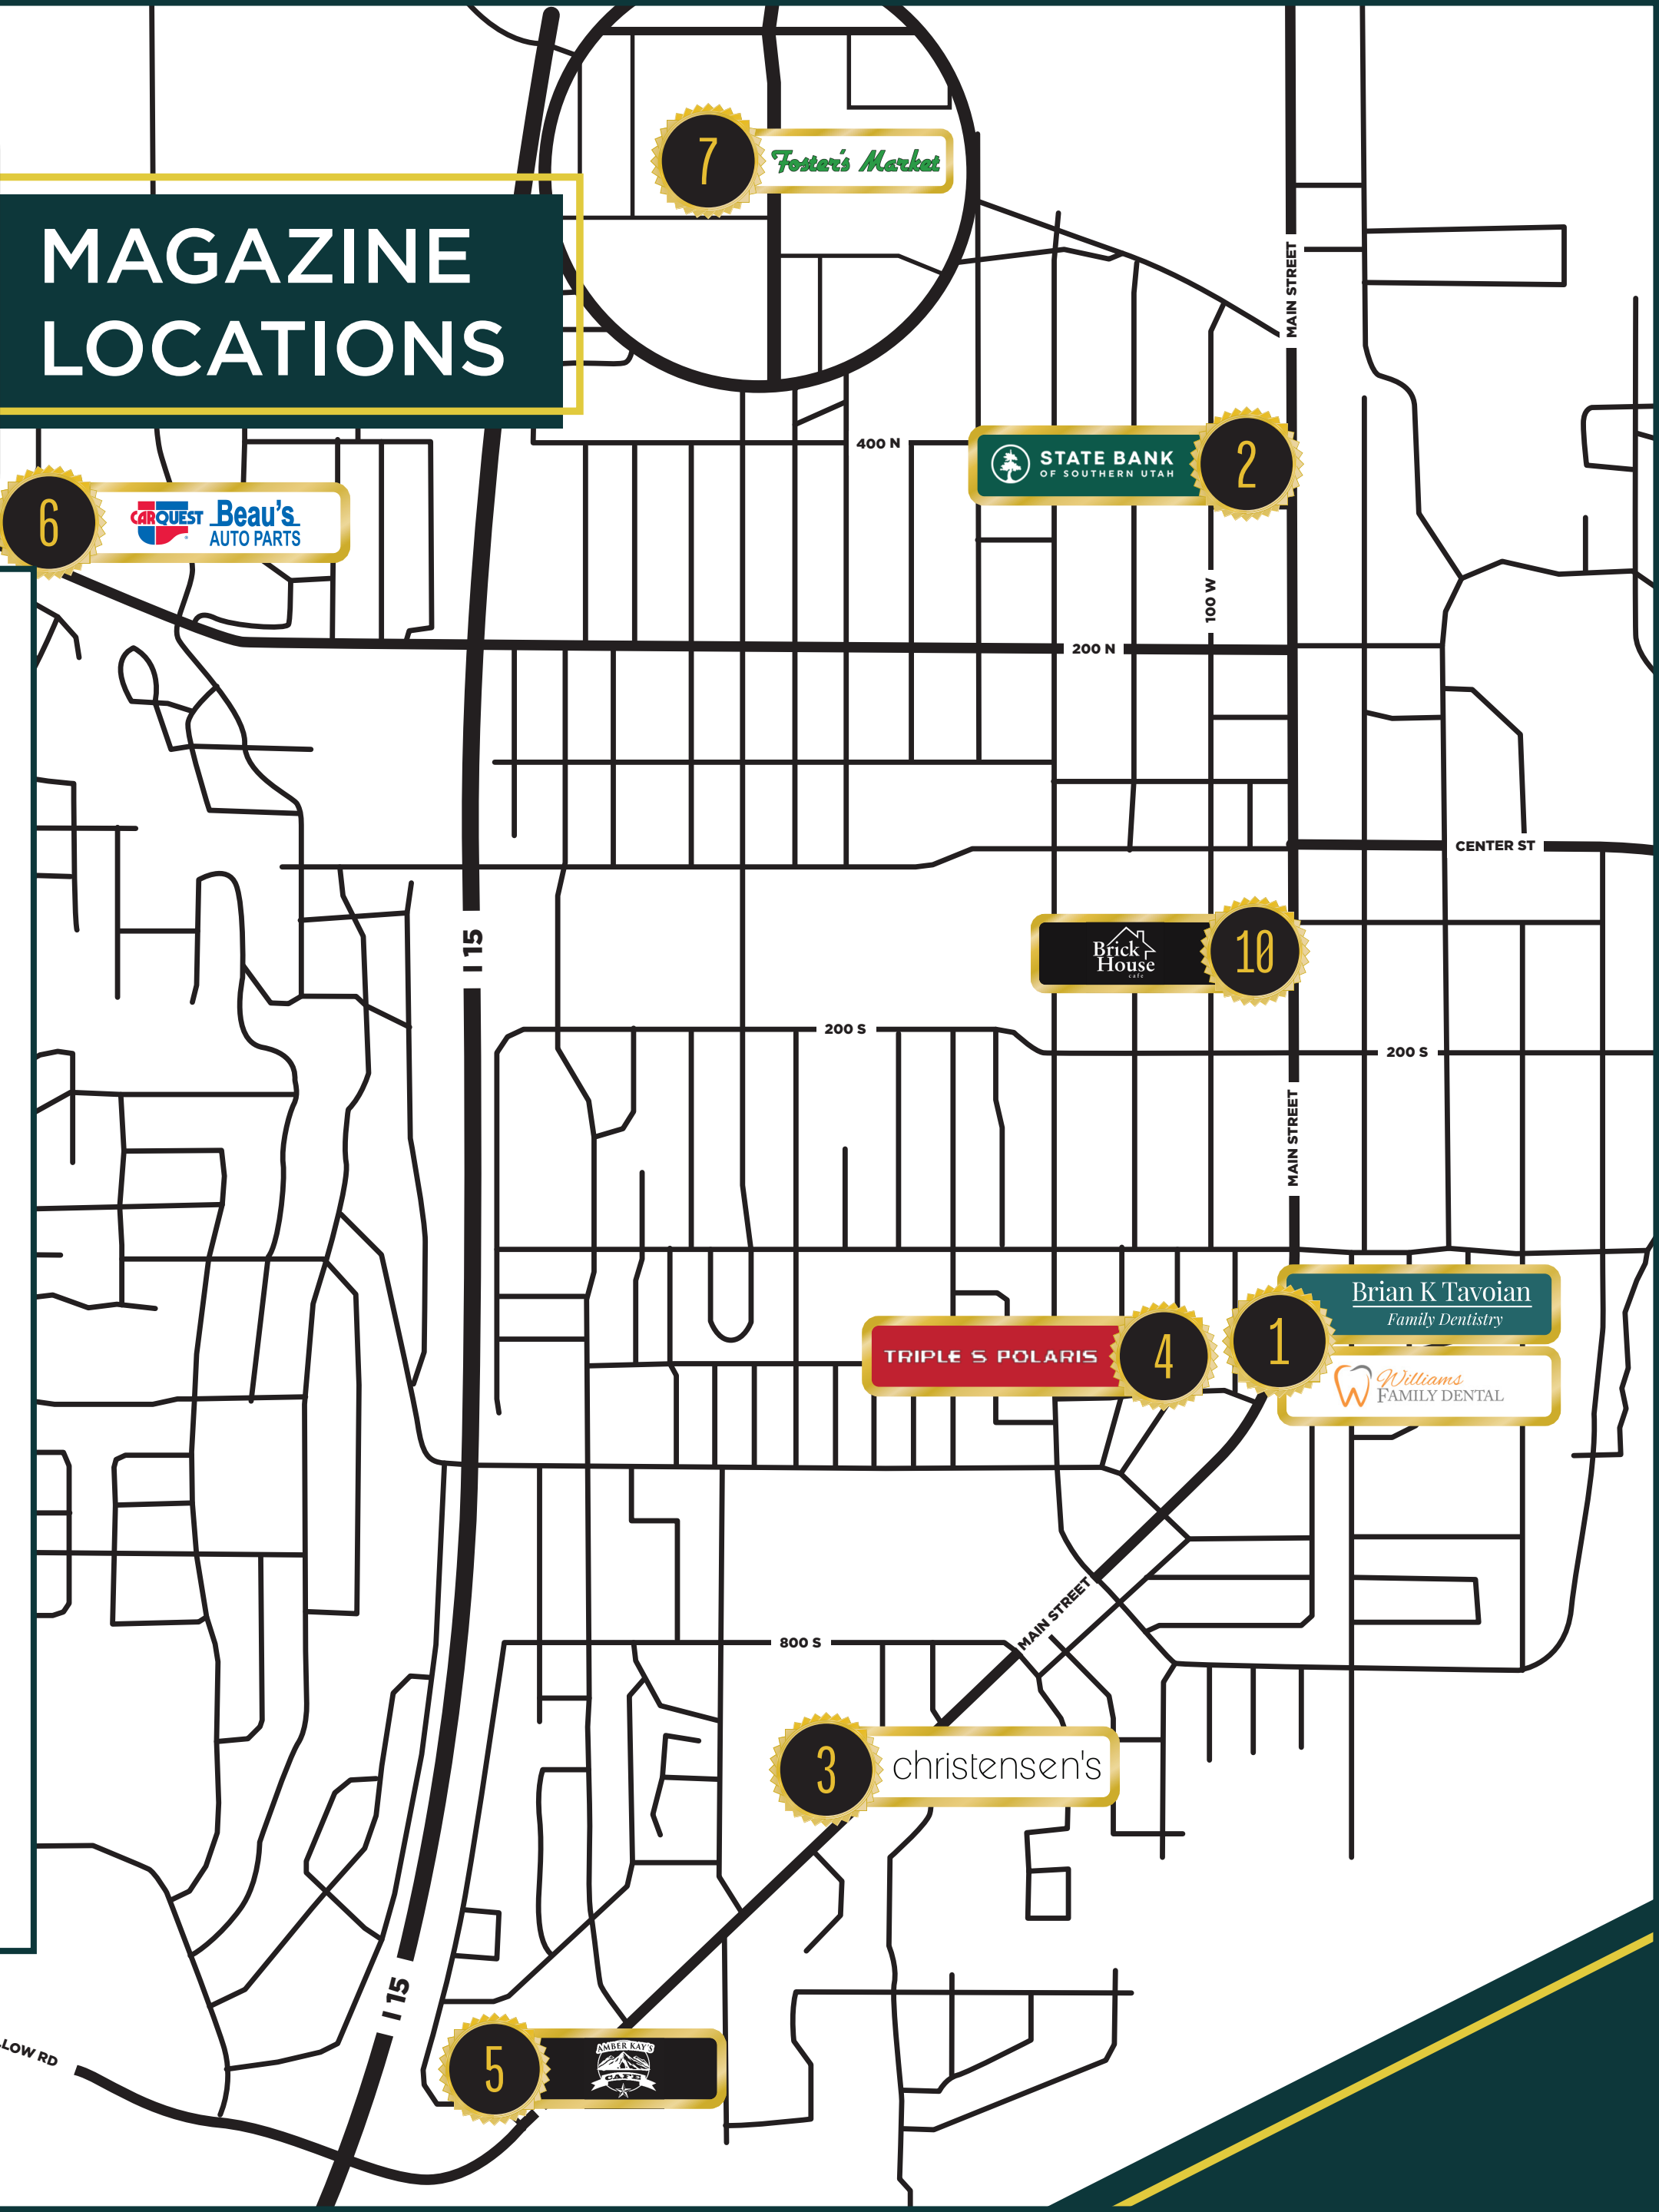 7
Foster's Market
MAGAZINE
LOCATIONS
MAIN STREET
400 N
STATE BANK
OF SOUTHERN UTAH
2
6
CARQUEST
Beau's
AUTO PARTS
100 W
200 N
CENTER ST
I 15
Brick
House
cafe
10
200 S
200 S
MAIN STREET
Brian K Tavoian
Family Dentistry
1
TRIPLE S POLARIS
4
Williams
FAMILY DENTAL
MAIN STREET
800 S
3
christensen's
I 15
LOW RD
5
AMBER KAY'S
CAFE